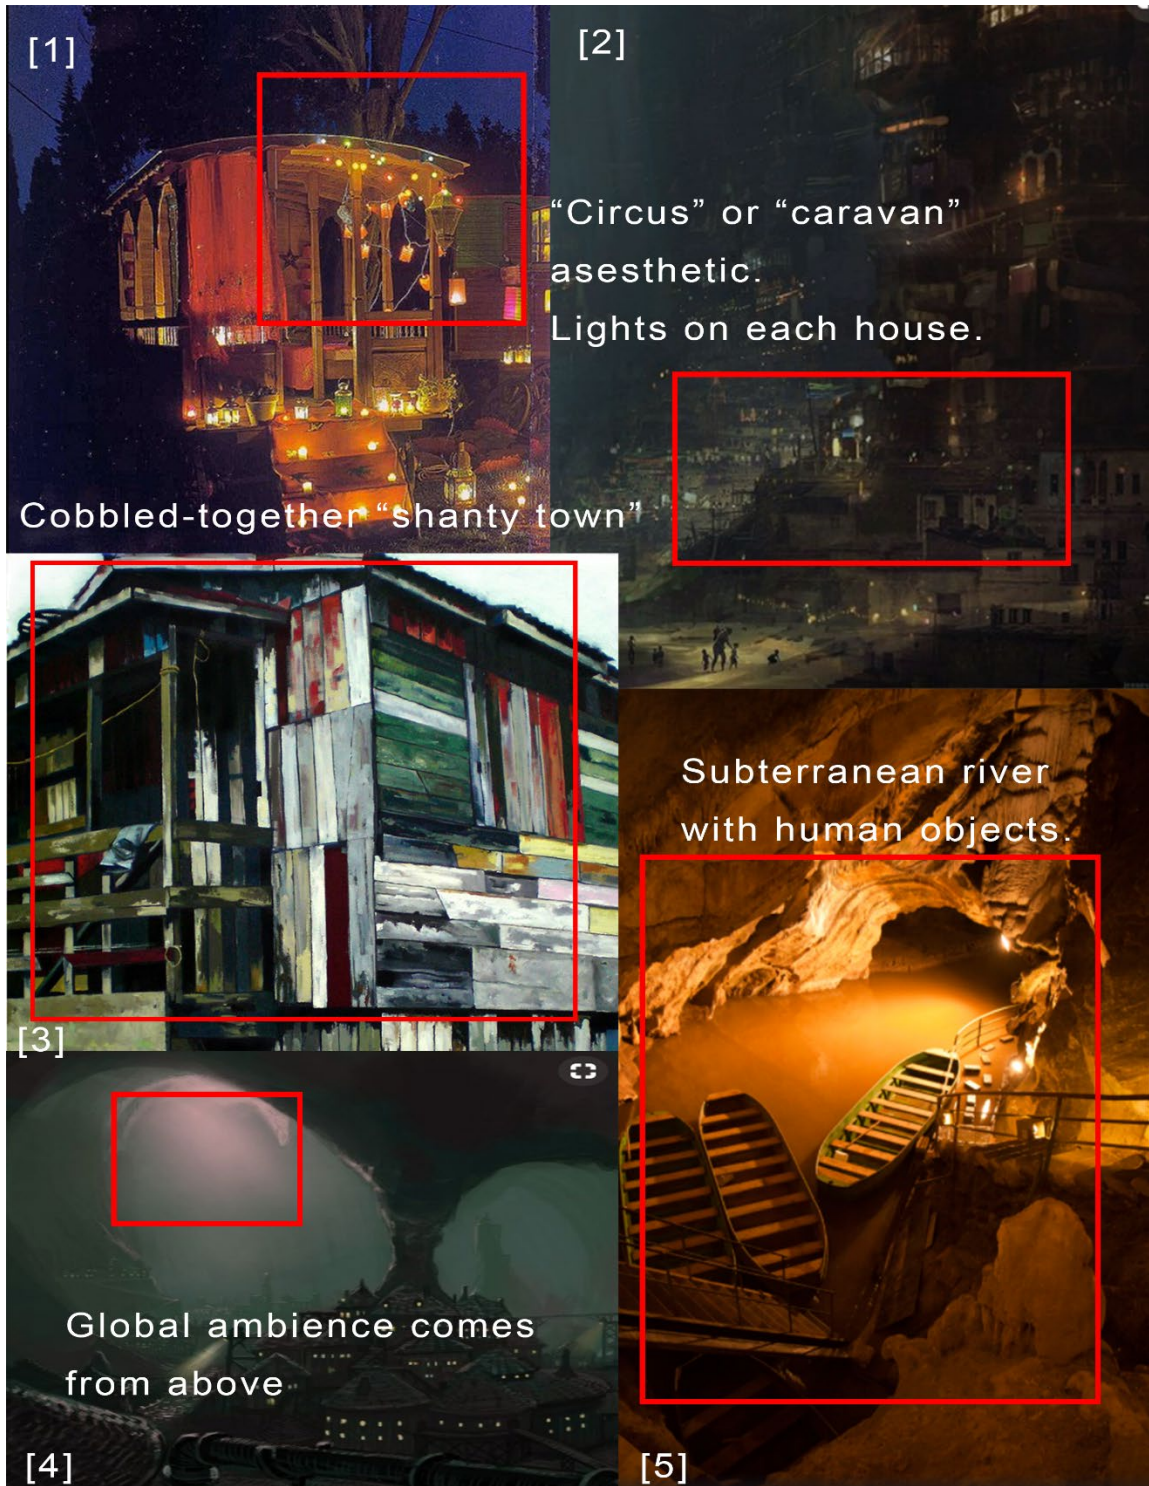 [1]
[2]
“Circus” or “caravan”
asesthetic.
Lights on each house.
Cobbled-together “shanty town”
Subterranean river
with human objects.
[3]
Global ambience comes
from above
[4]
[5]